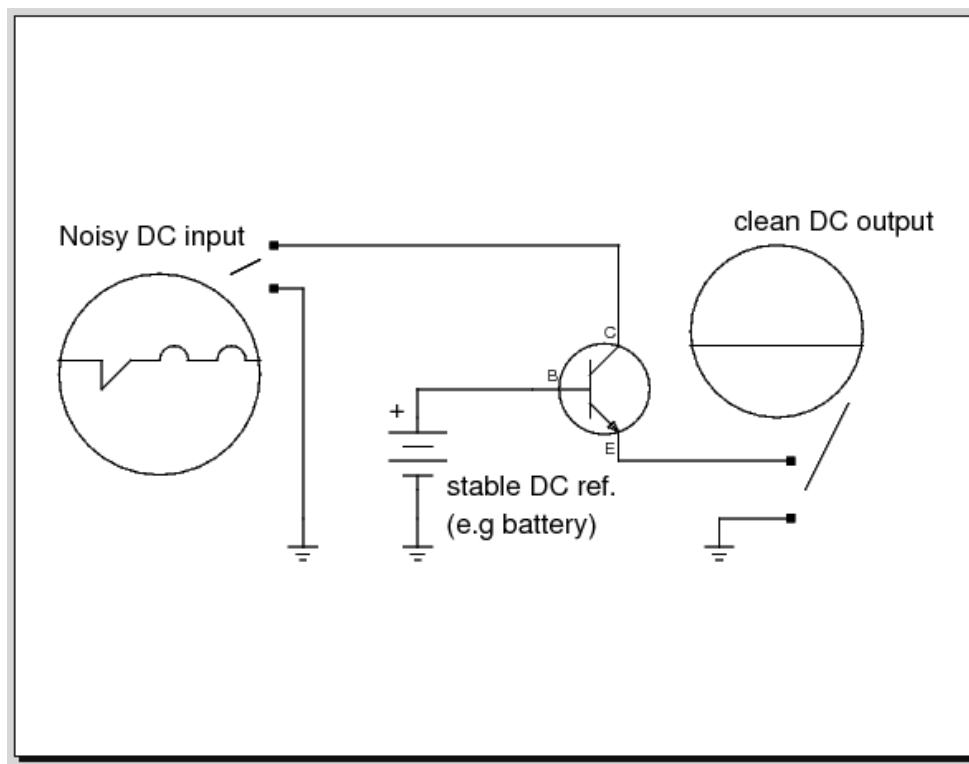 Noisy DC input
clean DC output
C
B
+
E
stable DC ref.
(e.g battery)